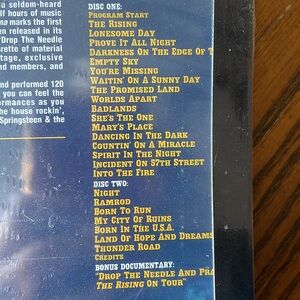 u seldom-heard
lf hours of music
ma marks the first
en released in its
"Drop The Needle
rette of material
tage, exclusive
nd members, and
nd performed 120
you can feel the
ormances as you
the house rockin',
Springsteen & the
DISC ONE:
PROGRAM START
THE RISING
LONESOME DAY
PROVE IT ALL NIGHT
DARKNESS ON THE EDGE OF T
EMPTY SKY
YOU'RE MISSING
WAITIN' ON A SUNNY DAY
THE PROMISED LAND
WORLDS APART
BADLANDS
SHE'S THE ONE
MARY'S PLACE
DANCING IN THE DARK
COUNTIN' ON A MIRACLE
SPIRIT IN THE NIGHT
INCIDENT ON 57TH STREET
INTO THE FIRE
DISC TWO:
NIGHT
RAMROD
BORN TO RUN
MY CITY OF RUINS
BORN IN THE U.S.A.
LAND OF HOPE AND DREAMS
THUNDER ROAD
CREDITS
BONUS DOCUMENTARY:
"DROP THE NEEDLE AND PRA
THE RISING ON TOUR"